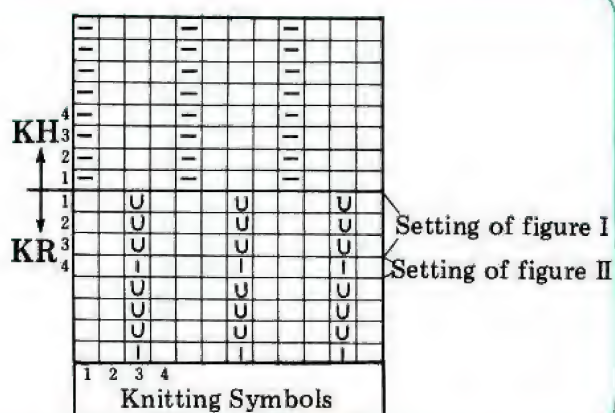 4
KH 3
2
1
1
2
KR 3
4
Setting of figure I
Setting of figure II
1 2 3 4
Knitting Symbols